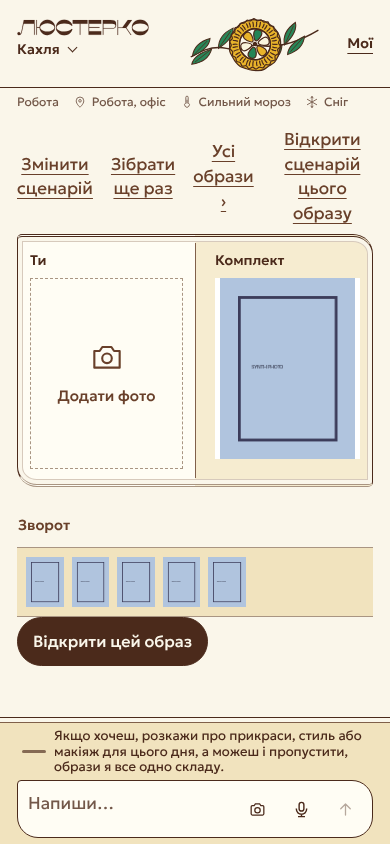 ЛЮСТЕРКО
Кахля
Мої
Робота
Робота, офіс
Сильний мороз
Сніг
Змінити
сценарій
Зібрати
ще раз
Усі
образи
›
Відкрити
сценарій
цього
образу
Ти
Комплект
Додати фото
Зворот
Відкрити цей образ
Якщо хочеш, розкажи про прикраси, стиль або
макіяж для цього дня, а можеш і пропустити,
образи я все одно складу.
Напиши…